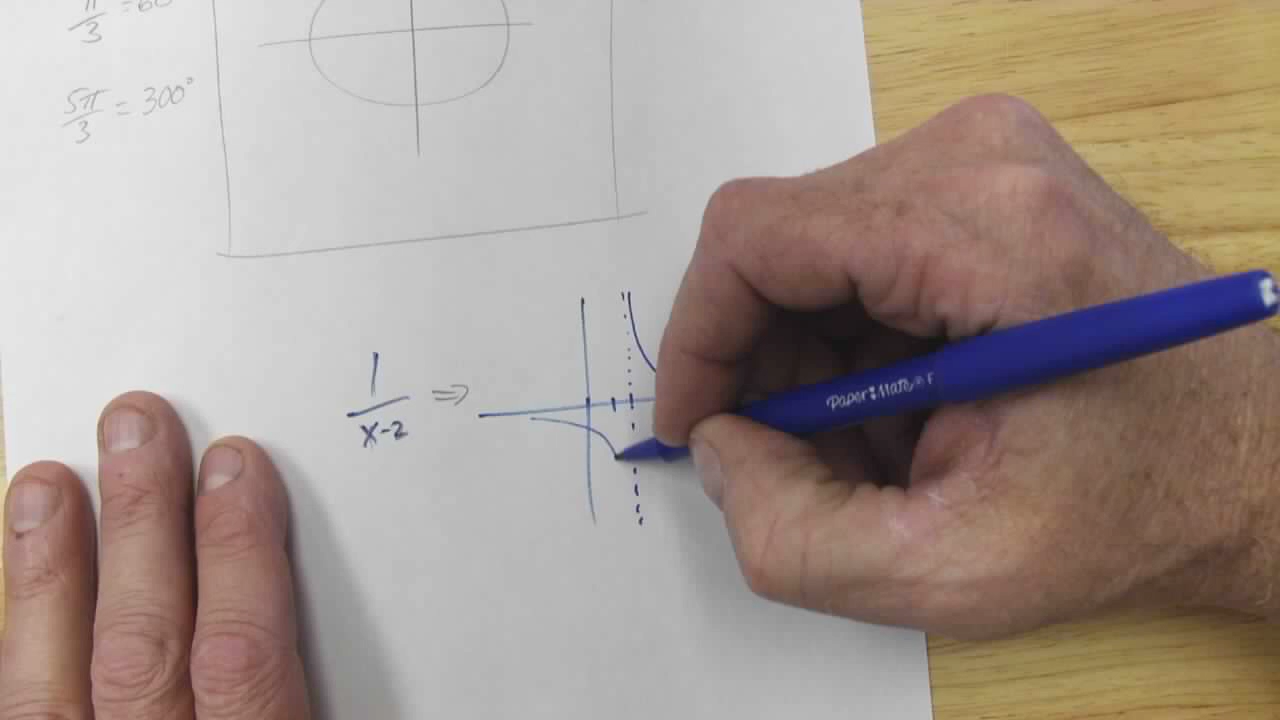 π/3 = 60
5π/3 = 300°
1/x-2 ⇒
Paper:Mate® F